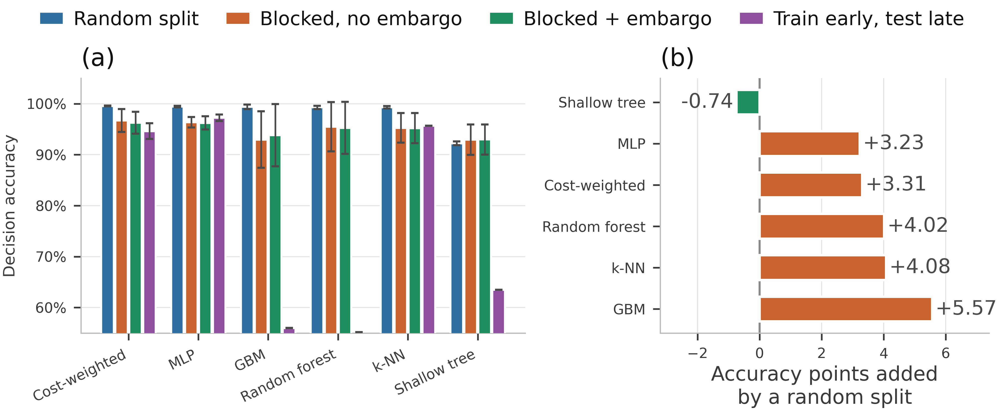 Random split
Blocked, no embargo
Blocked + embargo
Train early, test late
(a)
Decision accuracy
100%
90%
80%
70%
60%
Cost-weighted
MLP
GBM
Random forest
k-NN
Shallow tree
(b)
Shallow tree
-0.74
MLP
+3.23
Cost-weighted
+3.31
Random forest
+4.02
k-NN
+4.08
GBM
+5.57
−2
0
2
4
6
Accuracy points added
by a random split